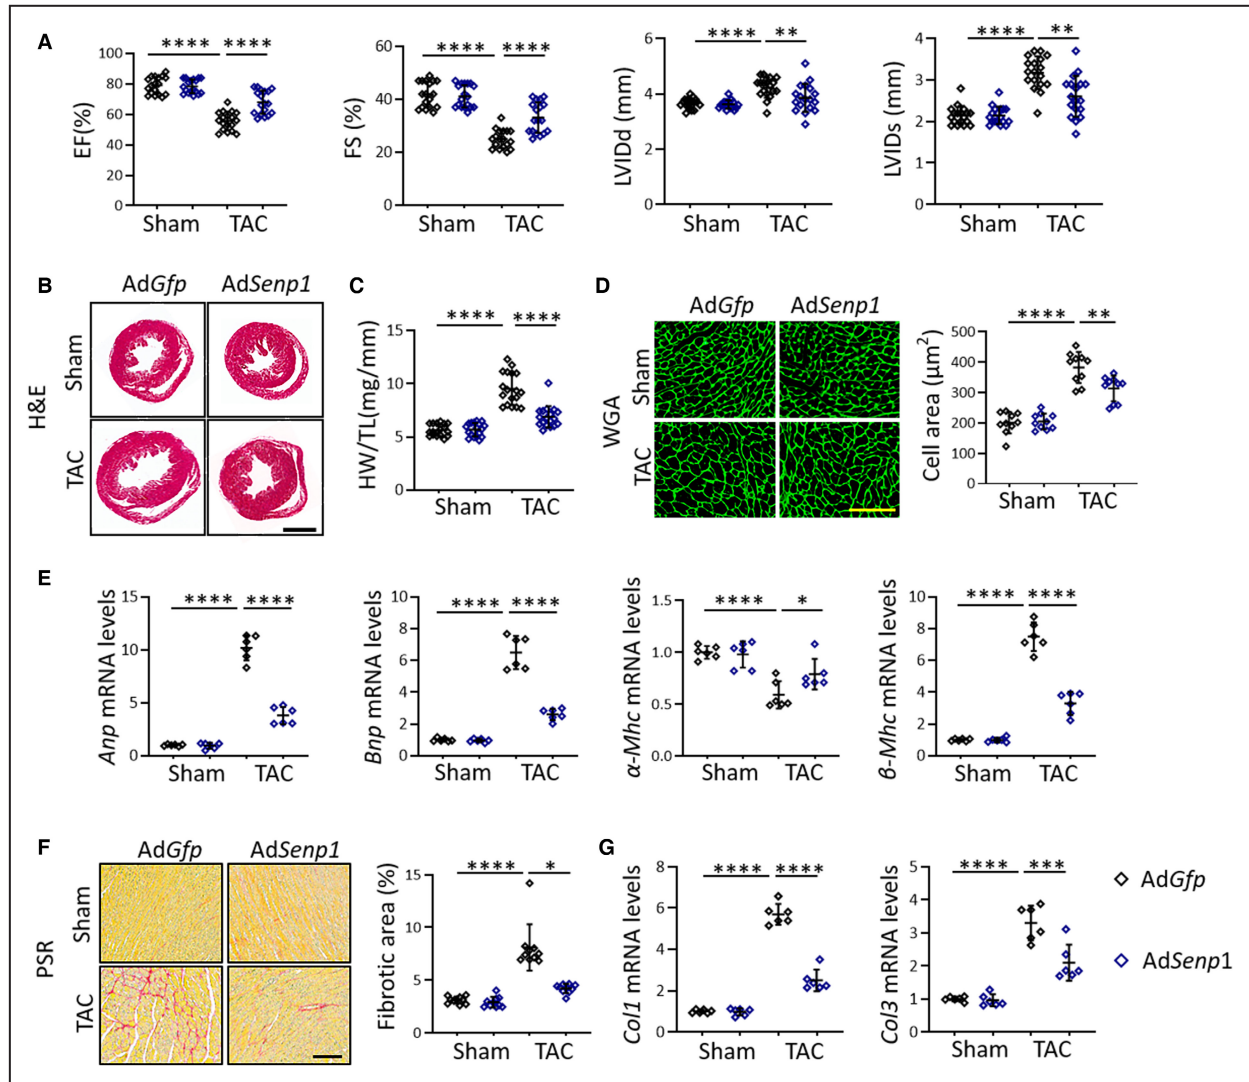 A
EF(%)
100
80
60
40
20
0
**** ****
Sham TAC
FS (%)
60
40
20
0
**** ****
Sham TAC
LVIDd (mm)
6
4
2
0
**** **
Sham TAC
LVIDs (mm)
4
3
2
1
0
**** **
Sham TAC
B
AdGfp AdSenp1
H&E
Sham
TAC
C
HW/TL(mg/mm)
15
10
5
0
**** ****
Sham TAC
D
AdGfp AdSenp1
WGA
Sham
TAC
Cell area (µm²)
500
400
300
200
100
0
**** **
Sham TAC
E
Anp mRNA levels
15
10
5
0
**** ****
Sham TAC
Bnp mRNA levels
10
8
6
4
2
0
**** ****
Sham TAC
α-Mhc mRNA levels
1.5
1.0
0.5
0.0
**** *
Sham TAC
β-Mhc mRNA levels
10
8
6
4
2
0
**** ****
Sham TAC
F
AdGfp AdSenp1
PSR
Sham
TAC
Fibrotic area (%)
15
10
5
0
**** *
Sham TAC
G
Col1 mRNA levels
8
6
4
2
0
**** ****
Sham TAC
Col3 mRNA levels
5
4
3
2
1
0
**** ***
Sham TAC
AdGfp
AdSenp1